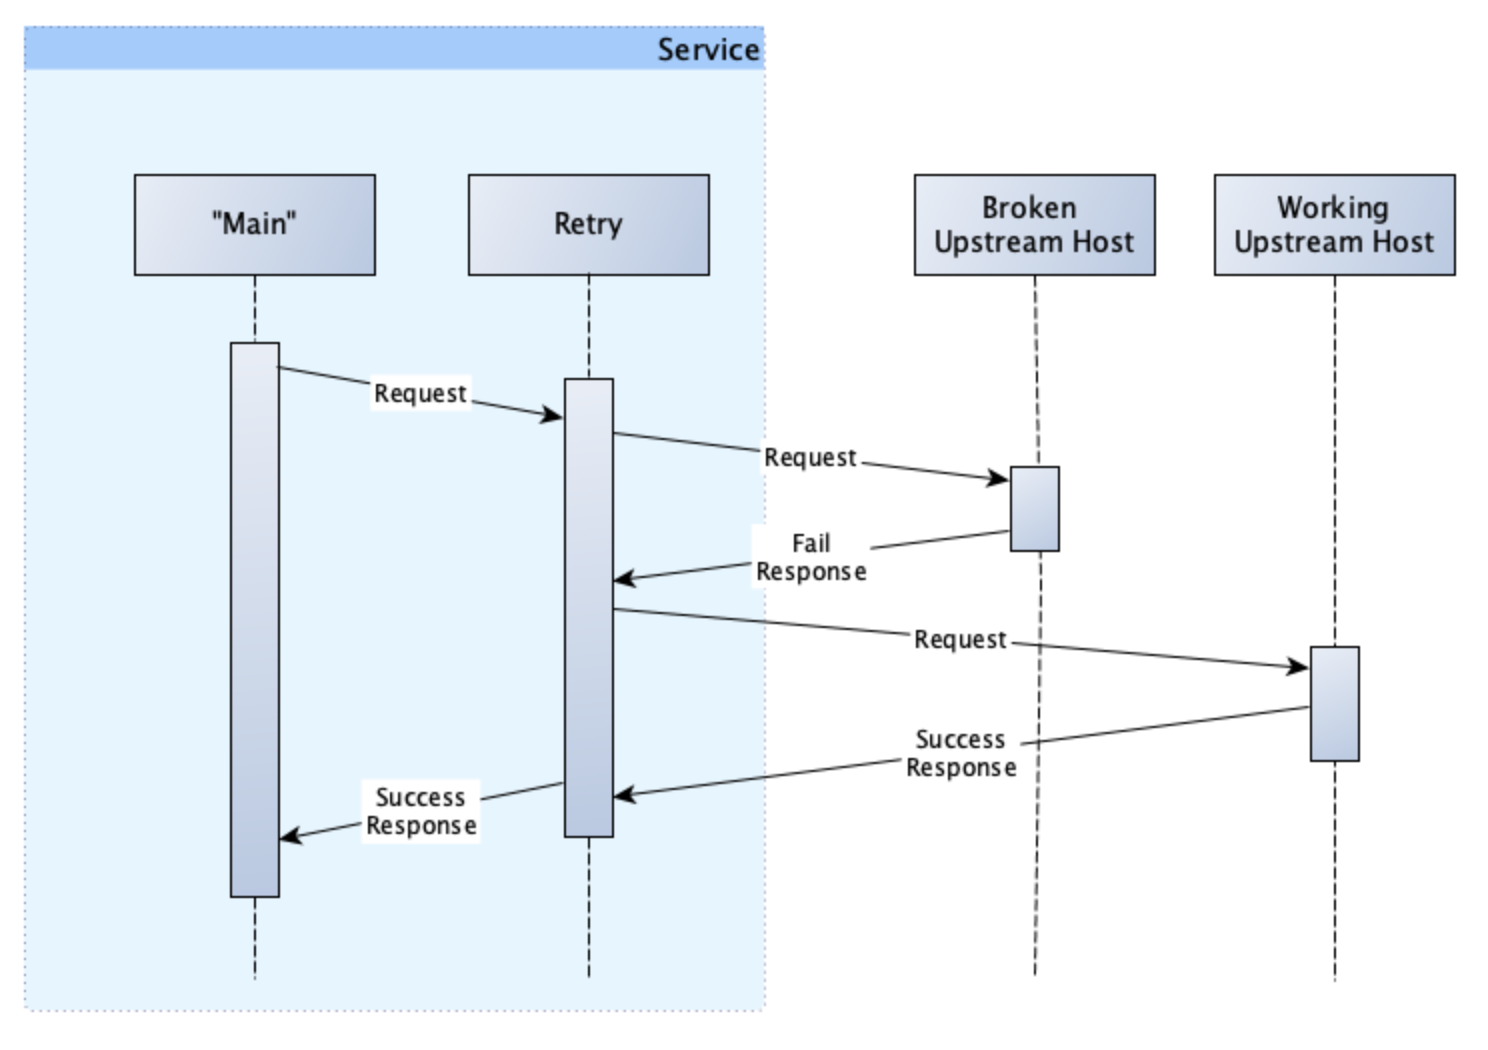 Service
"Main"
Retry
Broken
Upstream Host
Working
Upstream Host
Request
Request
Fail
Response
Request
Success
Response
Success
Response